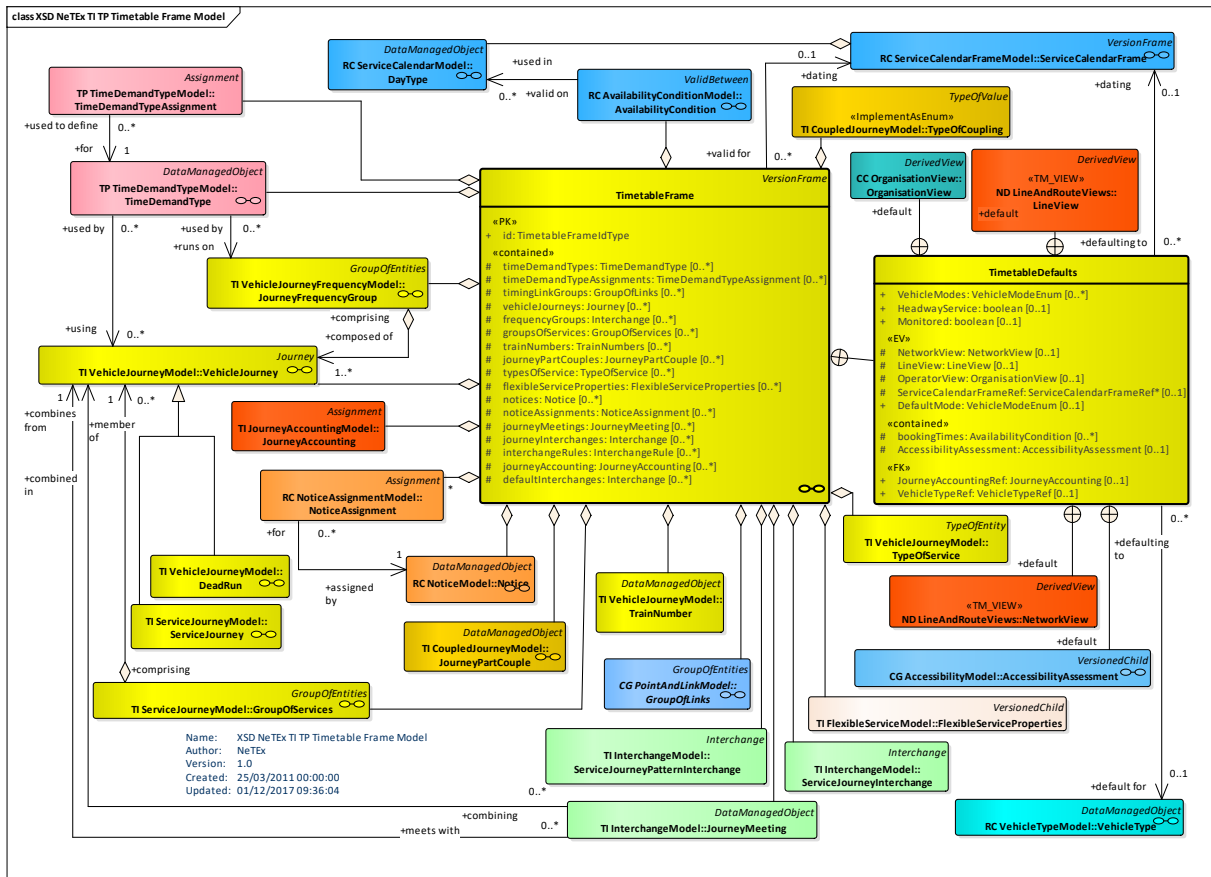 class XSD NeTEx TI TP Timetable Frame Model
Assignment
TP TimeDemandTypeModel::
TimeDemandTypeAssignment
DataManagedObject
RC ServiceCalendarModel::
DayType
+used in
0..*
+valid on
ValidBetween
RC AvailabilityConditionModel::
AvailabilityCondition
0..1
+dating
VersionFrame
RC ServiceCalendarFrameModel::ServiceCalendarFrame
+dating
0..1
TypeOfValue
«ImplementAsEnum»
TI CoupledJourneyModel::TypeOfCoupling
+used to define
0..*
+for
1
DataManagedObject
TP TimeDemandTypeModel::
TimeDemandType
+valid for
0..*
DerivedView
CC OrganisationView::
OrganisationView
+default
DerivedView
«TM_VIEW»
ND LineAndRouteViews::
LineView
+default
+defaulting to
0..*
+used by
0..*
+used by
0..*
+runs on
GroupOfEntities
TI VehicleJourneyFrequencyModel::
JourneyFrequencyGroup
+comprising
+composed of
1..*
+using
0..*
Journey
TI VehicleJourneyModel::VehicleJourney
VersionFrame
TimetableFrame
«PK»
+ id: TimetableFrameIdType
«contained»
# timeDemandTypes: TimeDemandType [0..*]
# timeDemandTypeAssignments: TimeDemandTypeAssignment [0..*]
# timingLinkGroups: GroupOfLinks [0..*]
# vehicleJourneys: Journey [0..*]
# frequencyGroups: Interchange [0..*]
# groupsOfServices: GroupOfServices [0..*]
# trainNumbers: TrainNumbers [0..*]
# journeyPartCouples: JourneyPartCouple [0..*]
# typesOfService: TypeOfService [0..*]
# flexibleServiceProperties: FlexibleServiceProperties [0..*]
# notices: Notice [0..*]
# noticeAssignments: NoticeAssignment [0..*]
# journeyMeetings: JourneyMeeting [0..*]
# journeyInterchanges: Interchange [0..*]
# interchangeRules: InterchangeRule [0..*]
# journeyAccounting: JourneyAccounting [0..*]
# defaultInterchanges: Interchange [0..*]
TimetableDefaults
+ VehicleModes: VehicleModeEnum [0..*]
+ HeadwayService: boolean [0..1]
+ Monitored: boolean [0..1]
«EV»
# NetworkView: NetworkView [0..1]
# LineView: LineView [0..1]
# OperatorView: OrganisationView [0..1]
# ServiceCalendarFrameRef: ServiceCalendarFrameRef* [0..1]
+ DefaultMode: VehicleModeEnum [0..1]
«contained»
# bookingTimes: AvailabilityCondition [0..*]
# AccessibilityAssessment: AccessibilityAssessment [0..1]
«FK»
+ JourneyAccountingRef: JourneyAccounting [0..1]
+ VehicleTypeRef: VehicleTypeRef [0..1]
1
+combines
from
1
+member
of
0..*
+combined
in
Assignment
TI JourneyAccountingModel::
JourneyAccounting
Assignment
RC NoticeAssignmentModel::
NoticeAssignment
*
+for
0..*
1
+assigned
by
DataManagedObject
RC NoticeModel::Notice
TI VehicleJourneyModel::
DeadRun
TI ServiceJourneyModel::
ServiceJourney
DataManagedObject
TI CoupledJourneyModel::
JourneyPartCouple
DataManagedObject
TI VehicleJourneyModel::
TrainNumber
TypeOfEntity
TI VehicleJourneyModel::
TypeOfService
+default
+defaulting
to
0..*
DerivedView
«TM_VIEW»
ND LineAndRouteViews::NetworkView
+default
VersionedChild
CG AccessibilityModel::AccessibilityAssessment
GroupOfEntities
CG PointAndLinkModel::
GroupOfLinks
+comprising
GroupOfEntities
TI ServiceJourneyModel::GroupOfServices
VersionedChild
TI FlexibleServiceModel::FlexibleServiceProperties
Name: XSD NeTEx TI TP Timetable Frame Model
Author: NeTEx
Version: 1.0
Created: 25/03/2011 00:00:00
Updated: 01/12/2017 09:36:04
Interchange
TI InterchangeModel::
ServiceJourneyPatternInterchange
Interchange
TI InterchangeModel::
ServiceJourneyInterchange
0..1
+default for
0..*
+combining
+meets with
0..*
DataManagedObject
TI InterchangeModel::JourneyMeeting
DataManagedObject
RC VehicleTypeModel::VehicleType